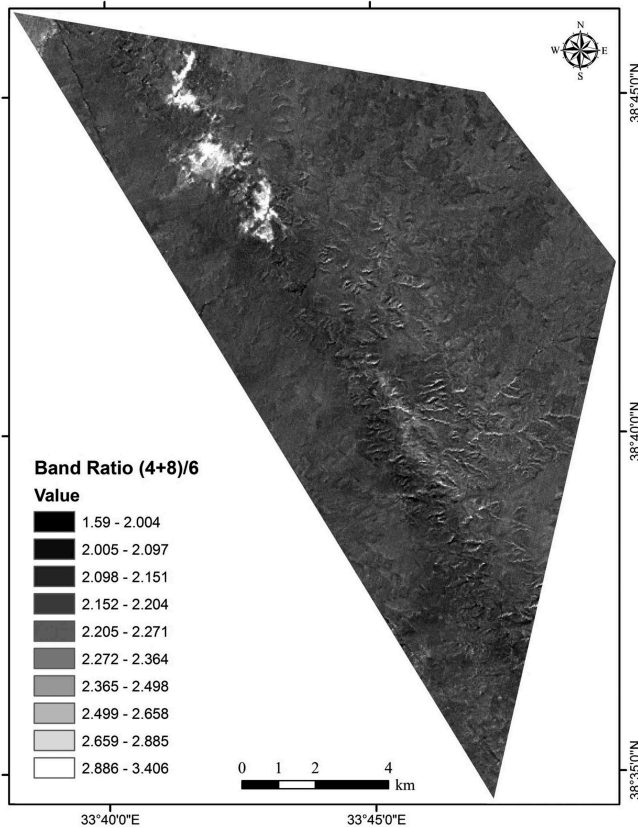 N
W E
S
38°45'0"N
38°40'0"N
Band Ratio (4+8)/6
Value
1.59 - 2.004
2.005 - 2.097
2.098 - 2.151
2.152 - 2.204
2.205 - 2.271
2.272 - 2.364
2.365 - 2.498
2.499 - 2.658
2.659 - 2.885
2.886 - 3.406
0 1 2 4
km
38°35'0"N
33°40'0"E 33°45'0"E